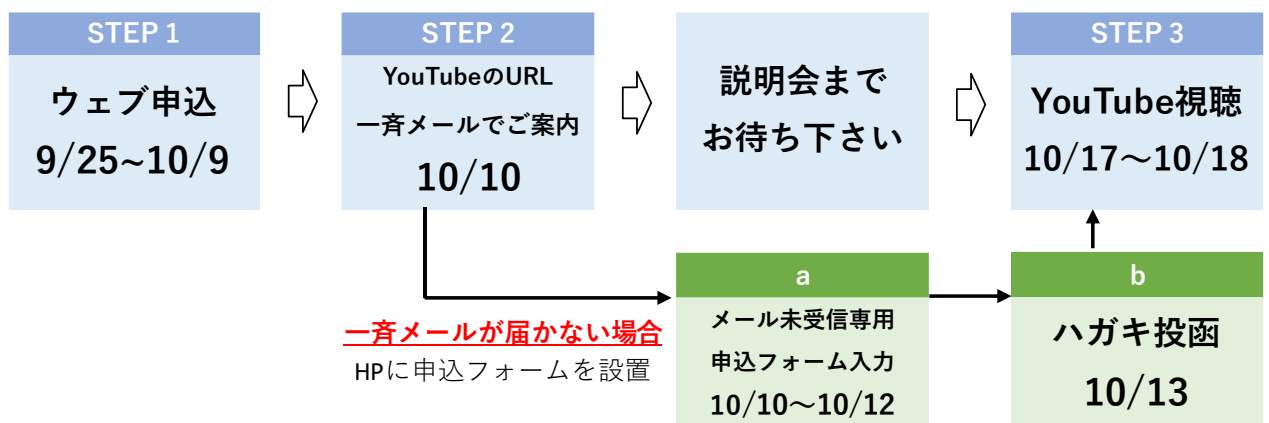 STEP 1
ウェブ申込
9/25~10/9
STEP 2
YouTubeのURL
一斉メールでご案内
10/10
説明会まで
お待ち下さい
STEP 3
YouTube視聴
10/17～10/18
一斉メールが届かない場合
HPに申込フォームを設置
a
メール未受信専用
申込フォーム入力
10/10～10/12
b
ハガキ投函
10/13